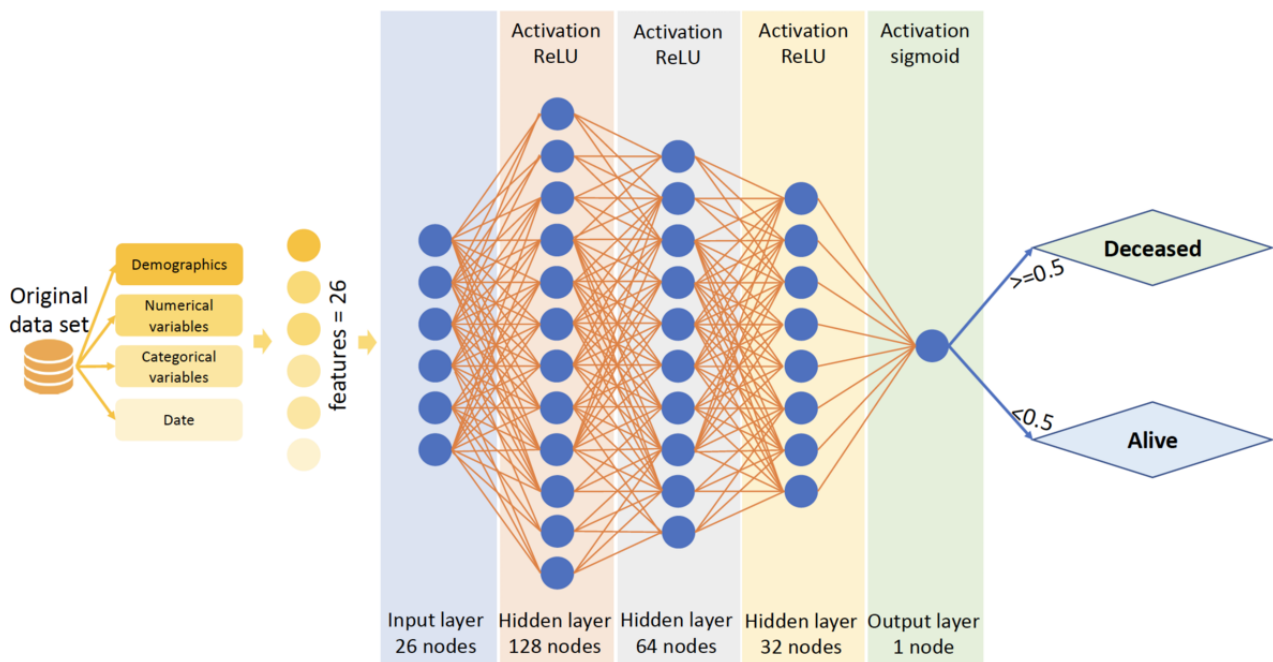 Original
data set
Demographics
Numerical
variables
Categorical
variables
Date
features = 26
Input layer
26 nodes
Activation
ReLU
Hidden layer
128 nodes
Activation
ReLU
Hidden layer
64 nodes
Activation
ReLU
Hidden layer
32 nodes
Activation
sigmoid
Output layer
1 node
>=0.5
Deceased
<0.5
Alive